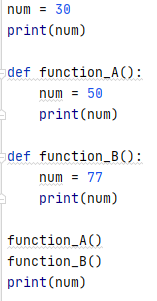 num = 30
print(num)

def function_A():
    num = 50
    print(num)

def function_B():
    num = 77
    print(num)

function_A()
function_B()
print(num)